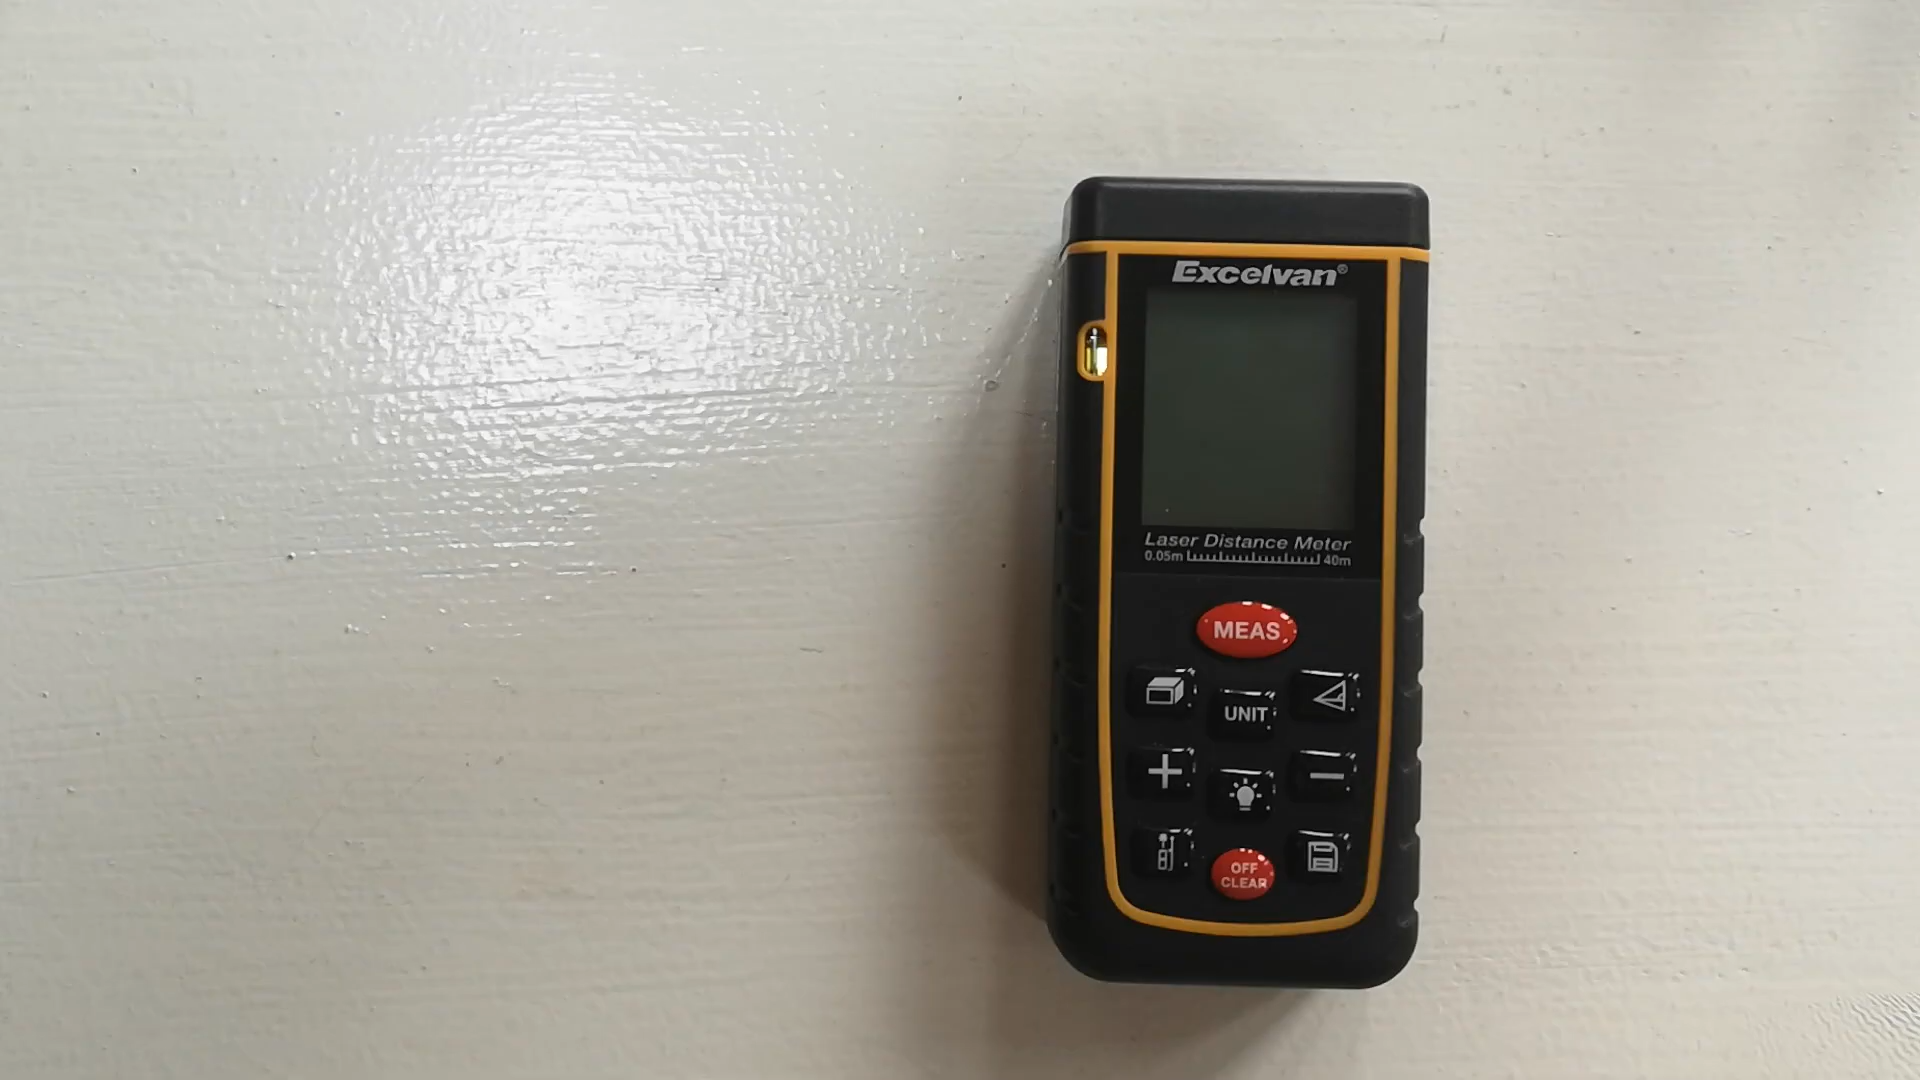 Excelvan®
Laser Distance Meter
0.05m 40m
MEAS
UNIT
OFF
CLEAR